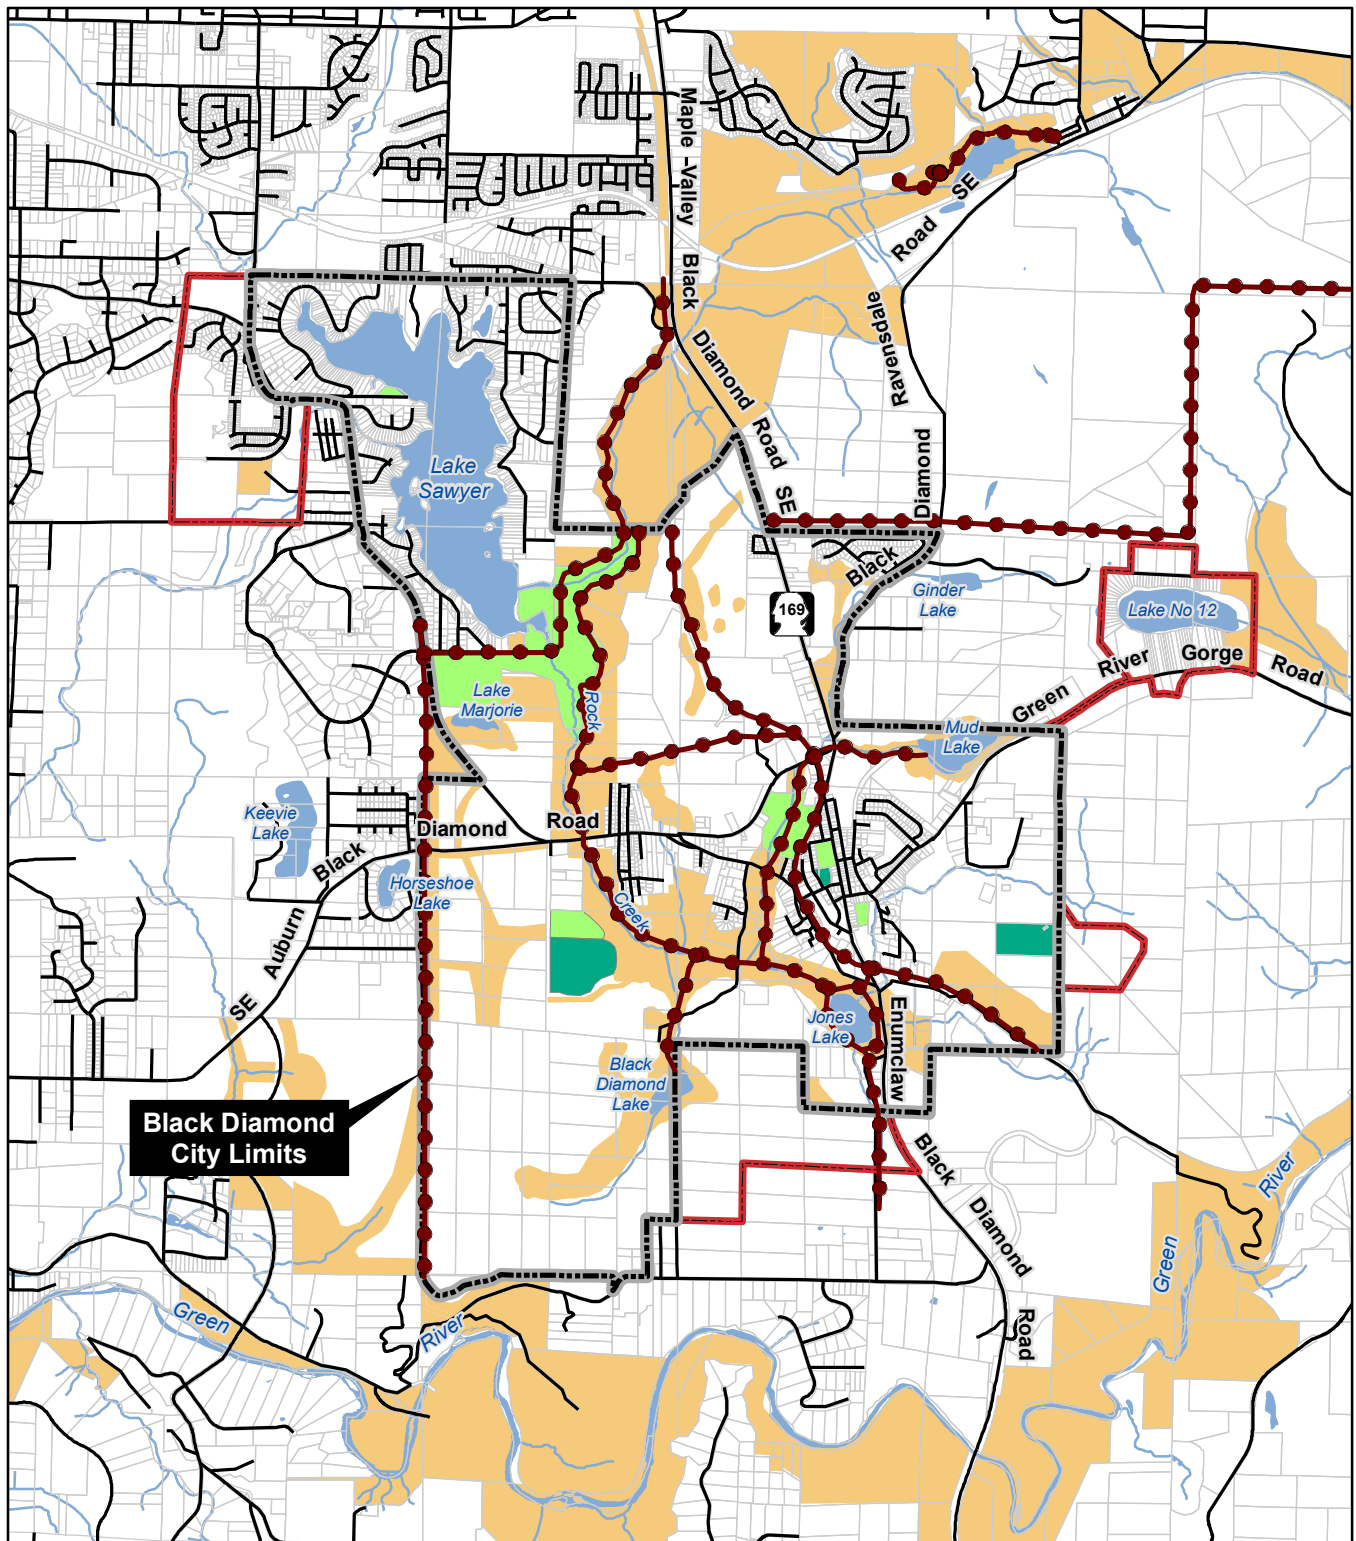 Maple -Valley
Black
Diamond
Road
SE
Road SE
Ravensdale
Diamond
Black
Lake
Sawyer
169
Ginder
Lake
Lake No 12
Green
River
Gorge
Road
Lake
Marjorie
Rock
Mud
Lake
Keevie
Lake
Diamond
Road
Black
Horseshoe
Lake
Creek
Auburn
SE
Jones
Lake
Enumclaw
Black
Diamond
Lake
Black Diamond
City Limits
Black
Diamond
Road
River
Green
Green
River